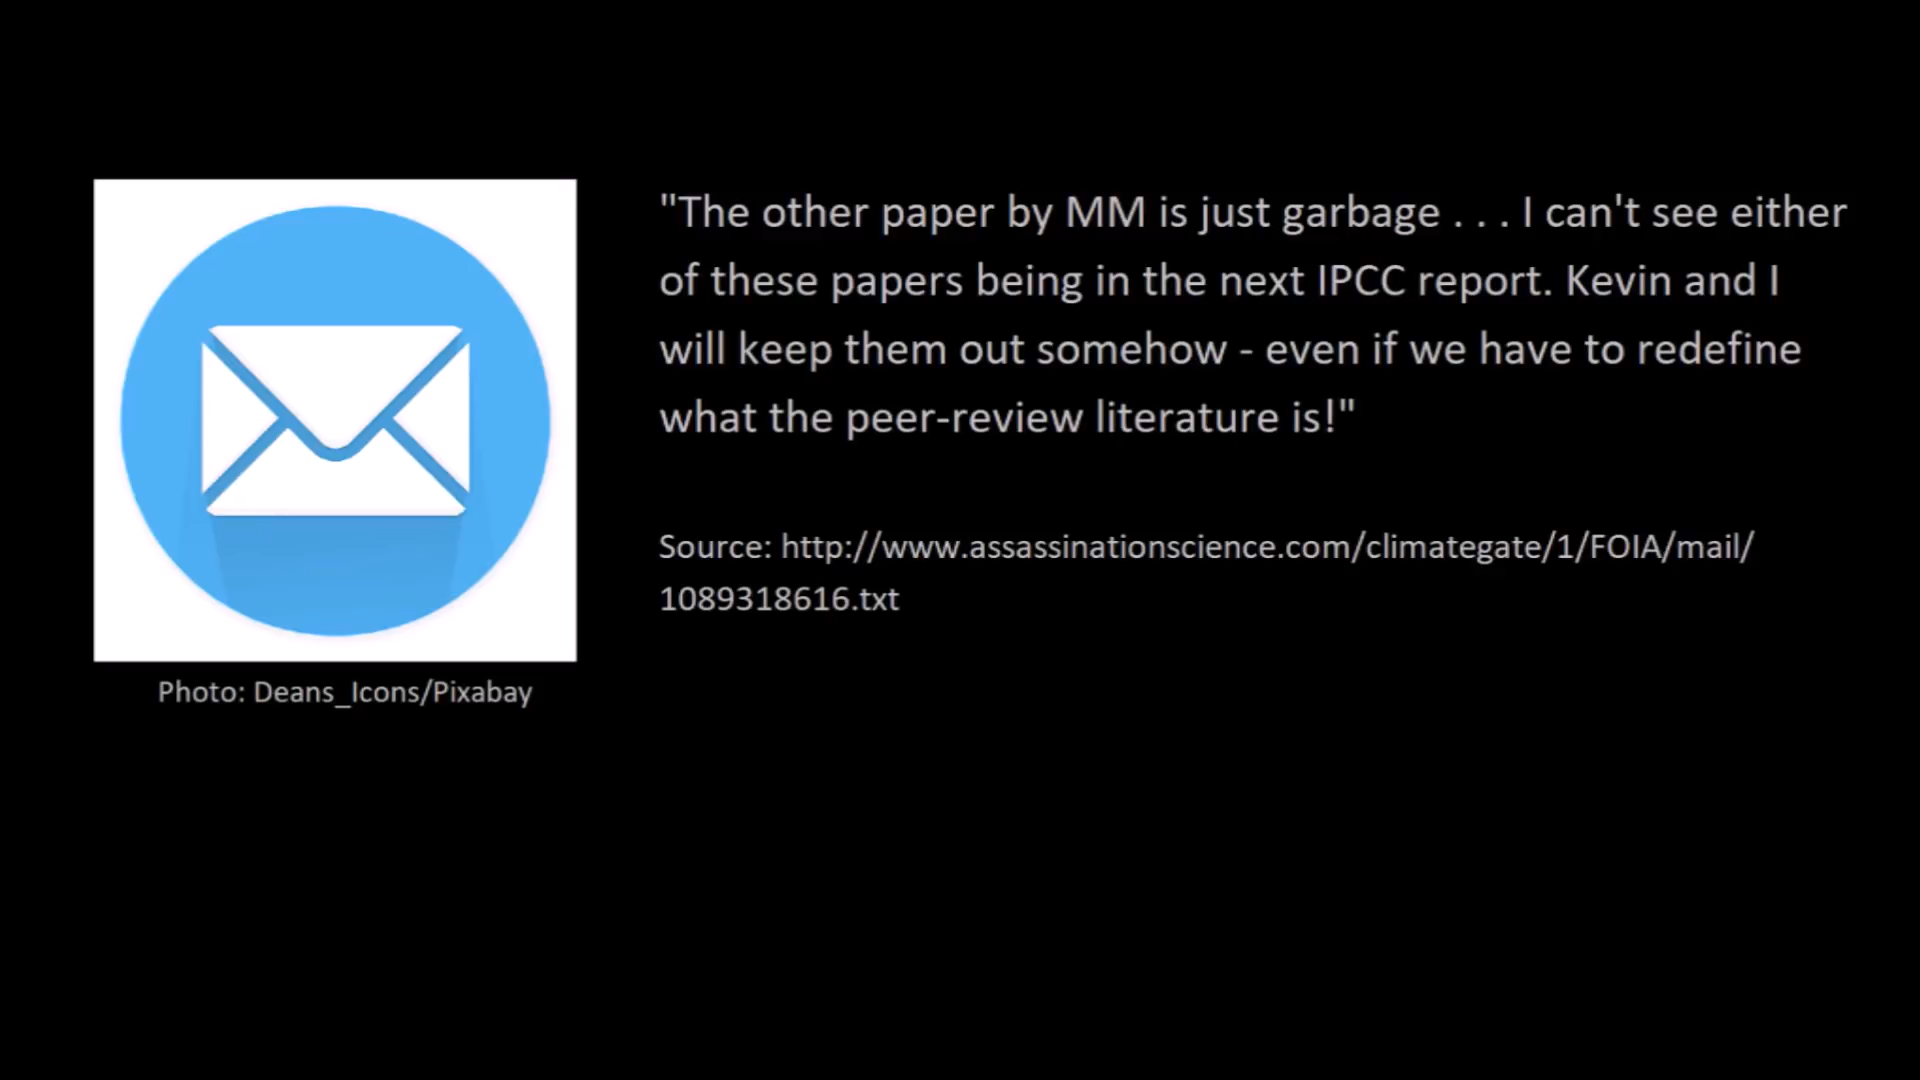 "The other paper by MM is just garbage . . . I can't see either
of these papers being in the next IPCC report. Kevin and I
will keep them out somehow - even if we have to redefine
what the peer-review literature is!"
Source: http://www.assassinationscience.com/climategate/1/FOIA/mail/
1089318616.txt
Photo: Deans_Icons/Pixabay